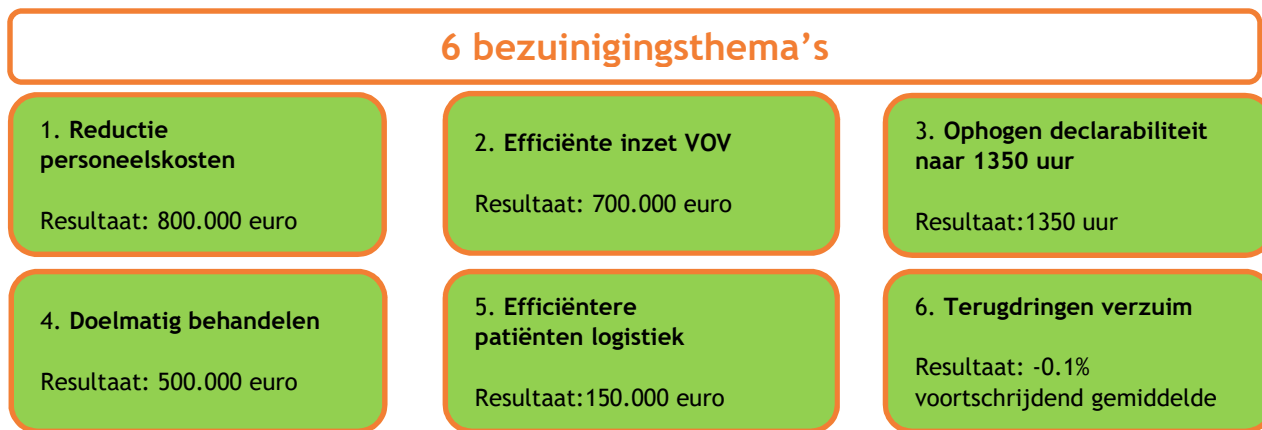 6 bezuinigingsthema’s
1. Reductie
personeelskosten
Resultaat: 800.000 euro
2. Efficiënte inzet VOV
Resultaat: 700.000 euro
3. Ophogen declarabiliteit
naar 1350 uur
Resultaat:1350 uur
4. Doelmatig behandelen
Resultaat: 500.000 euro
5. Efficiëntere
patiënten logistiek
Resultaat:150.000 euro
6. Terugdringen verzuim
Resultaat: -0.1%
voortschrijdend gemiddelde